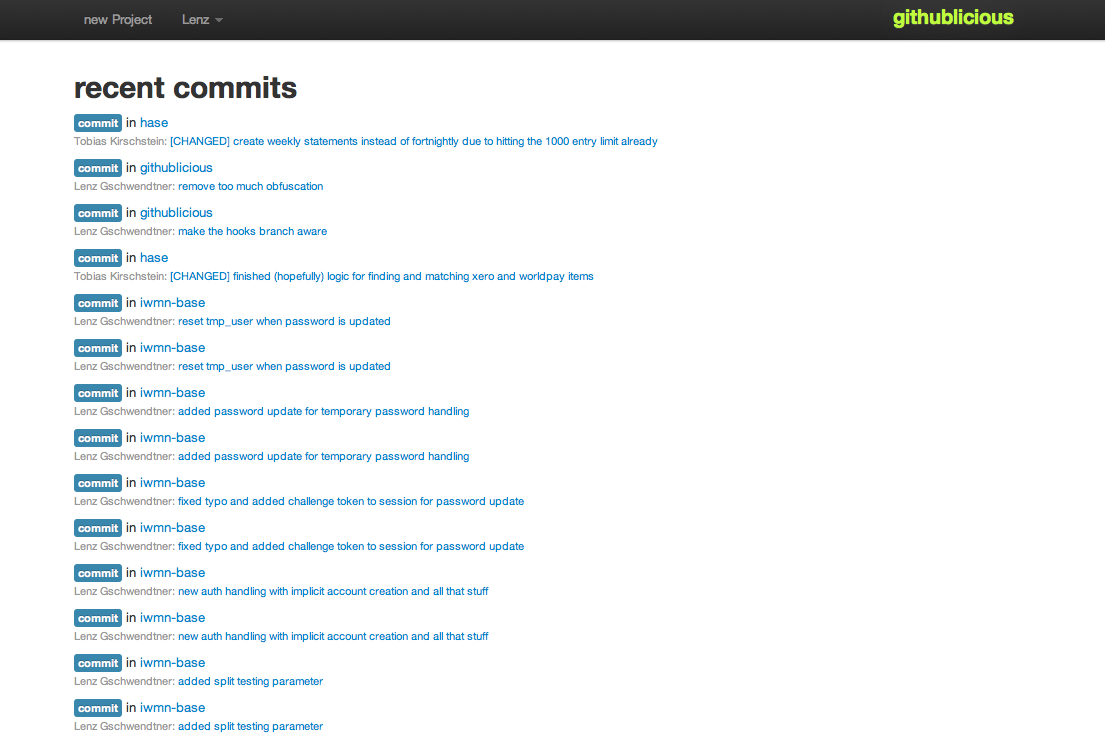 new Project Lenz githublicious
recent commits
commit in hase
Tobias Kirschstein: [CHANGED] create weekly statements instead of fortnightly due to hitting the 1000 entry limit already
commit in githublicious
Lenz Gschwendtner: remove too much obfuscation
commit in githublicious
Lenz Gschwendtner: make the hooks branch aware
commit in hase
Tobias Kirschstein: [CHANGED] finished (hopefully) logic for finding and matching xero and worldpay items
commit in iwmn-base
Lenz Gschwendtner: reset tmp_user when password is updated
commit in iwmn-base
Lenz Gschwendtner: reset tmp_user when password is updated
commit in iwmn-base
Lenz Gschwendtner: added password update for temporary password handling
commit in iwmn-base
Lenz Gschwendtner: added password update for temporary password handling
commit in iwmn-base
Lenz Gschwendtner: fixed typo and added challenge token to session for password update
commit in iwmn-base
Lenz Gschwendtner: fixed typo and added challenge token to session for password update
commit in iwmn-base
Lenz Gschwendtner: new auth handling with implicit account creation and all that stuff
commit in iwmn-base
Lenz Gschwendtner: new auth handling with implicit account creation and all that stuff
commit in iwmn-base
Lenz Gschwendtner: added split testing parameter
commit in iwmn-base
Lenz Gschwendtner: added split testing parameter